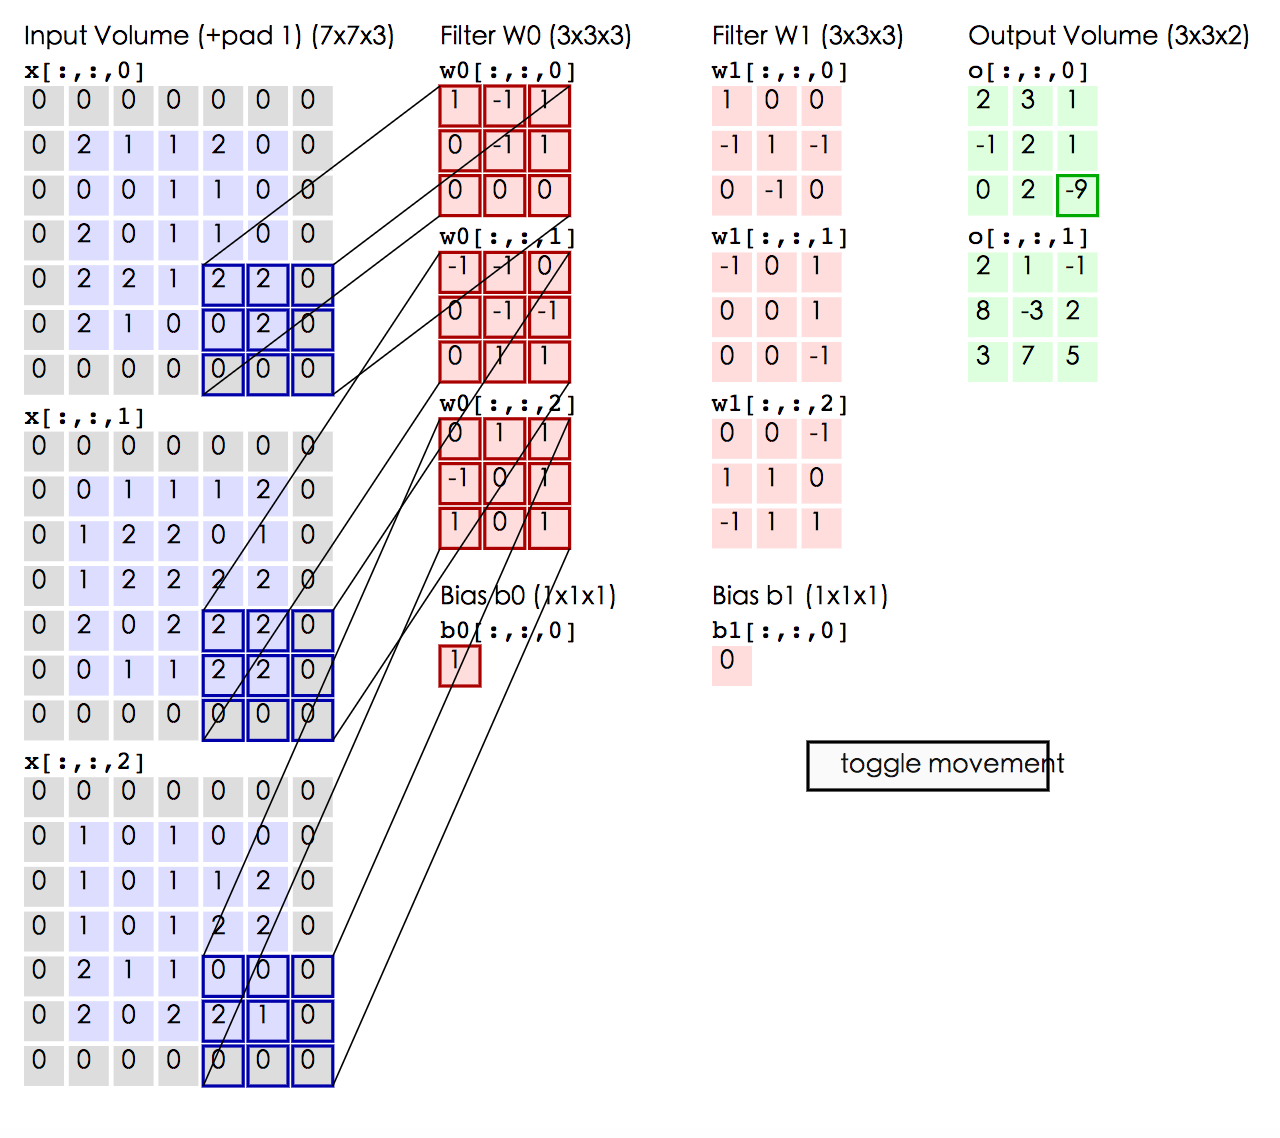 Input Volume (+pad 1) (7x7x3)
x[:,:,0]
0 0 0 0 0 0 0
0 2 1 1 2 0 0
0 0 0 1 1 0 0
0 2 0 1 1 0 0
0 2 2 1 2 2 0
0 2 1 0 0 2 0
0 0 0 0 0 0 0
x[:,:,1]
0 0 0 0 0 0 0
0 0 1 1 1 2 0
0 1 2 2 0 1 0
0 1 2 2 2 2 0
0 2 0 2 2 2 0
0 0 1 1 2 2 0
0 0 0 0 0 0 0
x[:,:,2]
0 0 0 0 0 0 0
0 1 0 1 0 0 0
0 1 0 1 1 2 0
0 1 0 1 2 2 0
0 2 1 1 0 0 0
0 2 0 2 2 1 0
0 0 0 0 0 0 0
Filter W0 (3x3x3)
w0[:,:,0]
1 -1 1
0 -1 1
0 0 0
w0[:,:,1]
-1 -1 0
0 -1 -1
0 1 1
w0[:,:,2]
0 1 1
-1 0 1
1 0 1
Bias b0 (1x1x1)
b0[:,:,0]
1
Filter W1 (3x3x3)
w1[:,:,0]
1 0 0
-1 1 -1
0 -1 0
w1[:,:,1]
-1 0 1
0 0 1
0 0 -1
w1[:,:,2]
0 0 -1
1 1 0
-1 1 1
Bias b1 (1x1x1)
b1[:,:,0]
0
Output Volume (3x3x2)
o[:,:,0]
2 3 1
-1 2 1
0 2 -9
o[:,:,1]
2 1 -1
8 -3 2
3 7 5
toggle movement